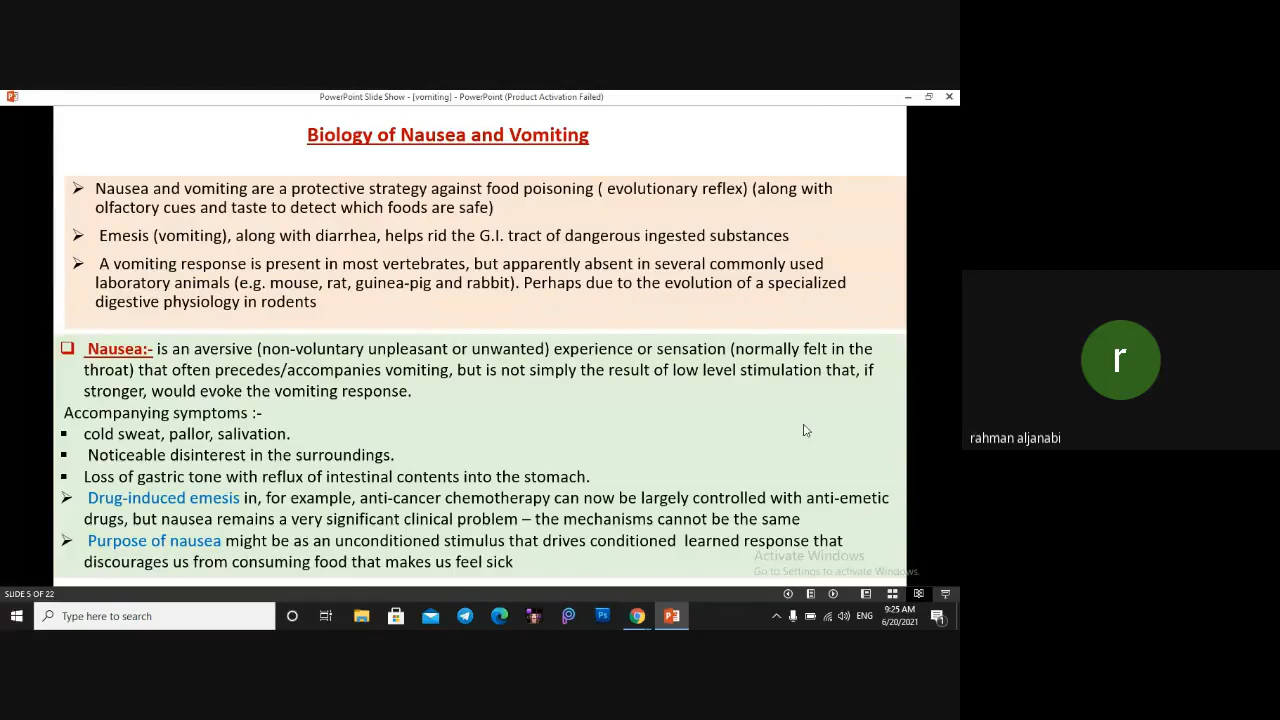 PowerPoint Slide Show - [vomiting] - PowerPoint (Product Activation Failed)
Biology of Nausea and Vomiting
Nausea and vomiting are a protective strategy against food poisoning ( evolutionary reflex) (along with
olfactory cues and taste to detect which foods are safe)
Emesis (vomiting), along with diarrhea, helps rid the G.I. tract of dangerous ingested substances
A vomiting response is present in most vertebrates, but apparently absent in several commonly used
laboratory animals (e.g. mouse, rat, guinea-pig and rabbit). Perhaps due to the evolution of a specialized
digestive physiology in rodents
Nausea:- is an aversive (non-voluntary unpleasant or unwanted) experience or sensation (normally felt in the
throat) that often precedes/accompanies vomiting, but is not simply the result of low level stimulation that, if
stronger, would evoke the vomiting response.
Accompanying symptoms :-
cold sweat, pallor, salivation.
Noticeable disinterest in the surroundings.
Loss of gastric tone with reflux of intestinal contents into the stomach.
Drug-induced emesis in, for example, anti-cancer chemotherapy can now be largely controlled with anti-emetic
drugs, but nausea remains a very significant clinical problem – the mechanisms cannot be the same
Purpose of nausea might be as an unconditioned stimulus that drives conditioned  learned response that
discourages us from consuming food that makes us feel sick
Activate Windows
Go to Settings to activate Windows.
SLIDE 5 OF 22
Type here to search
Ps
ENG
9:25 AM
6/20/2021
1
r
rahman aljanabi